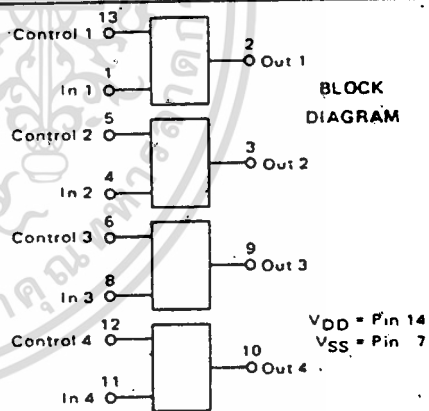 13
Control 1
2
Out 1
1
In 1
BLOCK
DIAGRAM
5
Control 2
3
Out 2
4
In 2
6
Control 3
9
Out 3
8
In 3
VDD = Pin 14
VSS = Pin 7
12
Control 4
10
Out 4
11
In 4